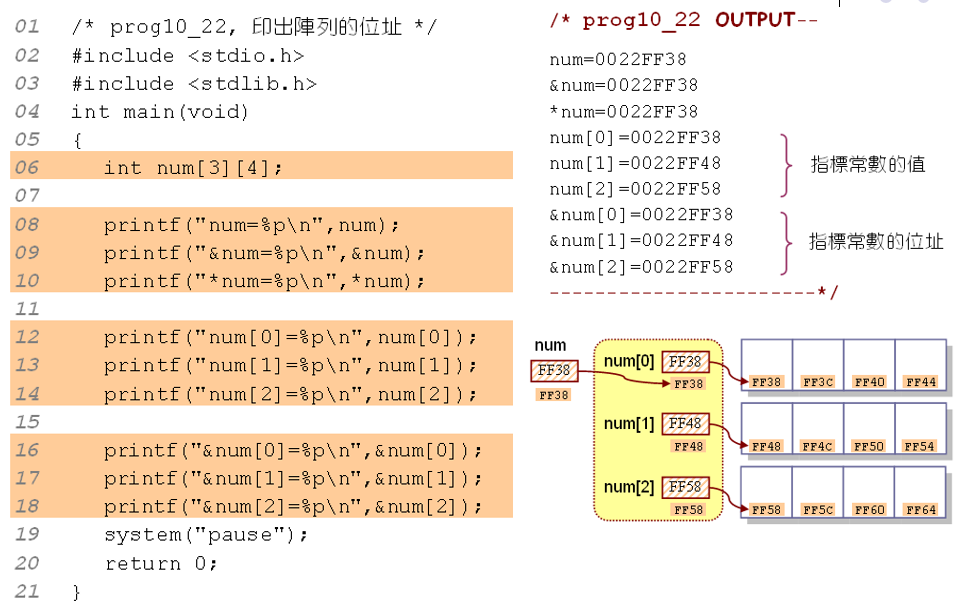 01 /* prog10_22, 印出陣列的位址 */
02 #include <stdio.h>
03 #include <stdlib.h>
04 int main(void)
05 {
06 int num[3][4];
07
08 printf("num=%p\n",num);
09 printf("&num=%p\n",&num);
10 printf("*num=%p\n",*num);
11
12 printf("num[0]=%p\n",num[0]);
13 printf("num[1]=%p\n",num[1]);
14 printf("num[2]=%p\n",num[2]);
15
16 printf("&num[0]=%p\n",&num[0]);
17 printf("&num[1]=%p\n",&num[1]);
18 printf("&num[2]=%p\n",&num[2]);
19 system("pause");
20 return 0;
21 }
/* prog10_22 OUTPUT--
num=0022FF38
&num=0022FF38
*num=0022FF38
num[0]=0022FF38
num[1]=0022FF48
num[2]=0022FF58
指標常數的值
&num[0]=0022FF38
&num[1]=0022FF48
&num[2]=0022FF58
指標常數的位址
------------------------*/
num
FF38
FF38
num[0] FF38
FF38
FF38 FF3C FF40 FF44
num[1] FF48
FF48
FF48 FF4C FF50 FF54
num[2] FF58
FF58
FF58 FF5C FF60 FF64